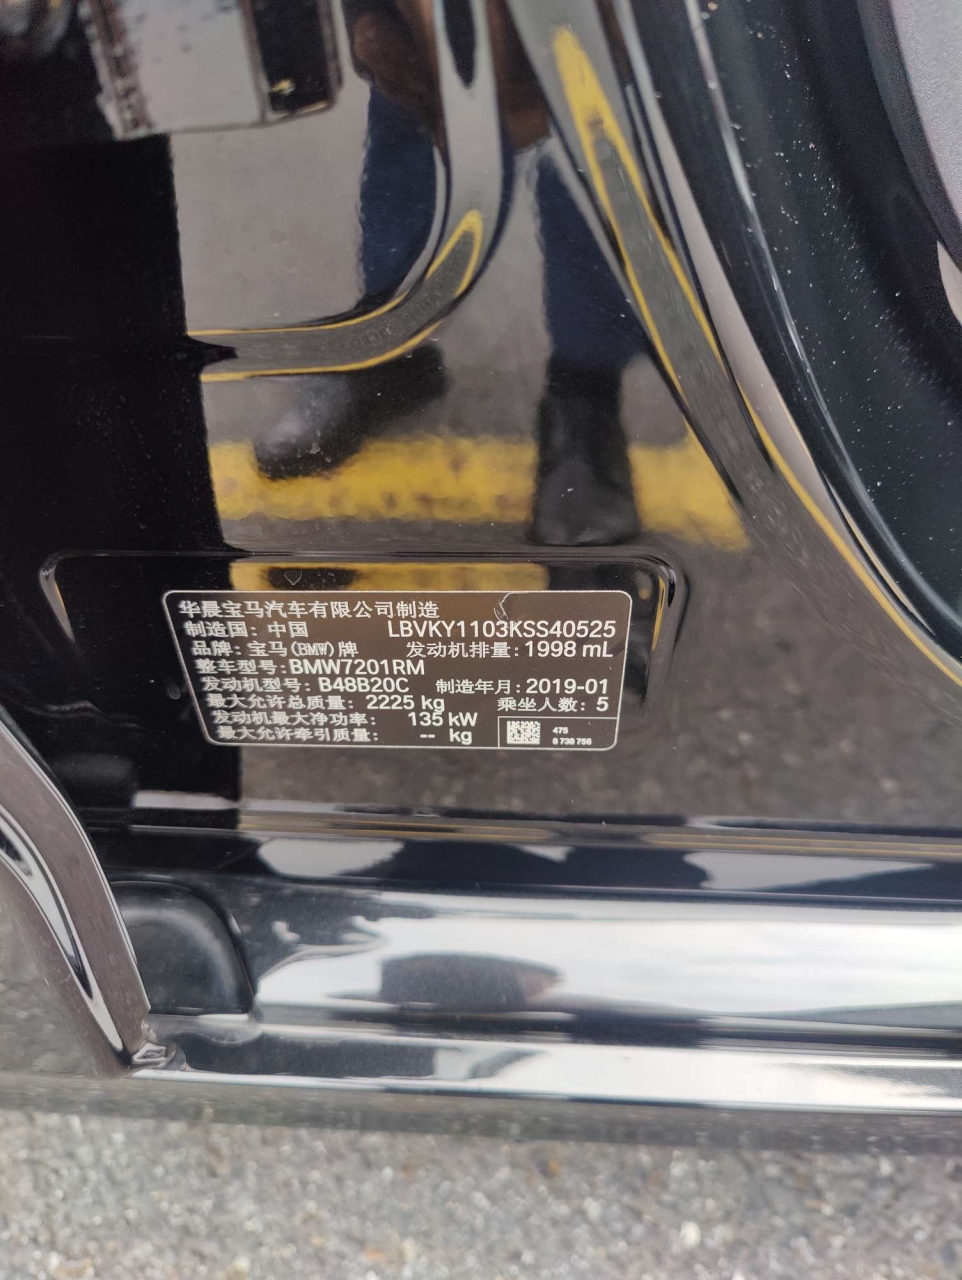 华晨宝马汽车有限公司制造
制造国: 中国 LBVKY1103KSS40525
品牌: 宝马(BMW)牌 发动机排量: 1998 mL
整车型号: BMW7201RM
发动机型号: B48B20C 制造年月: 2019-01
最大允许总质量: 2225 kg 乘坐人数: 5
发动机最大净功率: 135 kW
最大允许牵引质量: -- kg
475
8 738 756